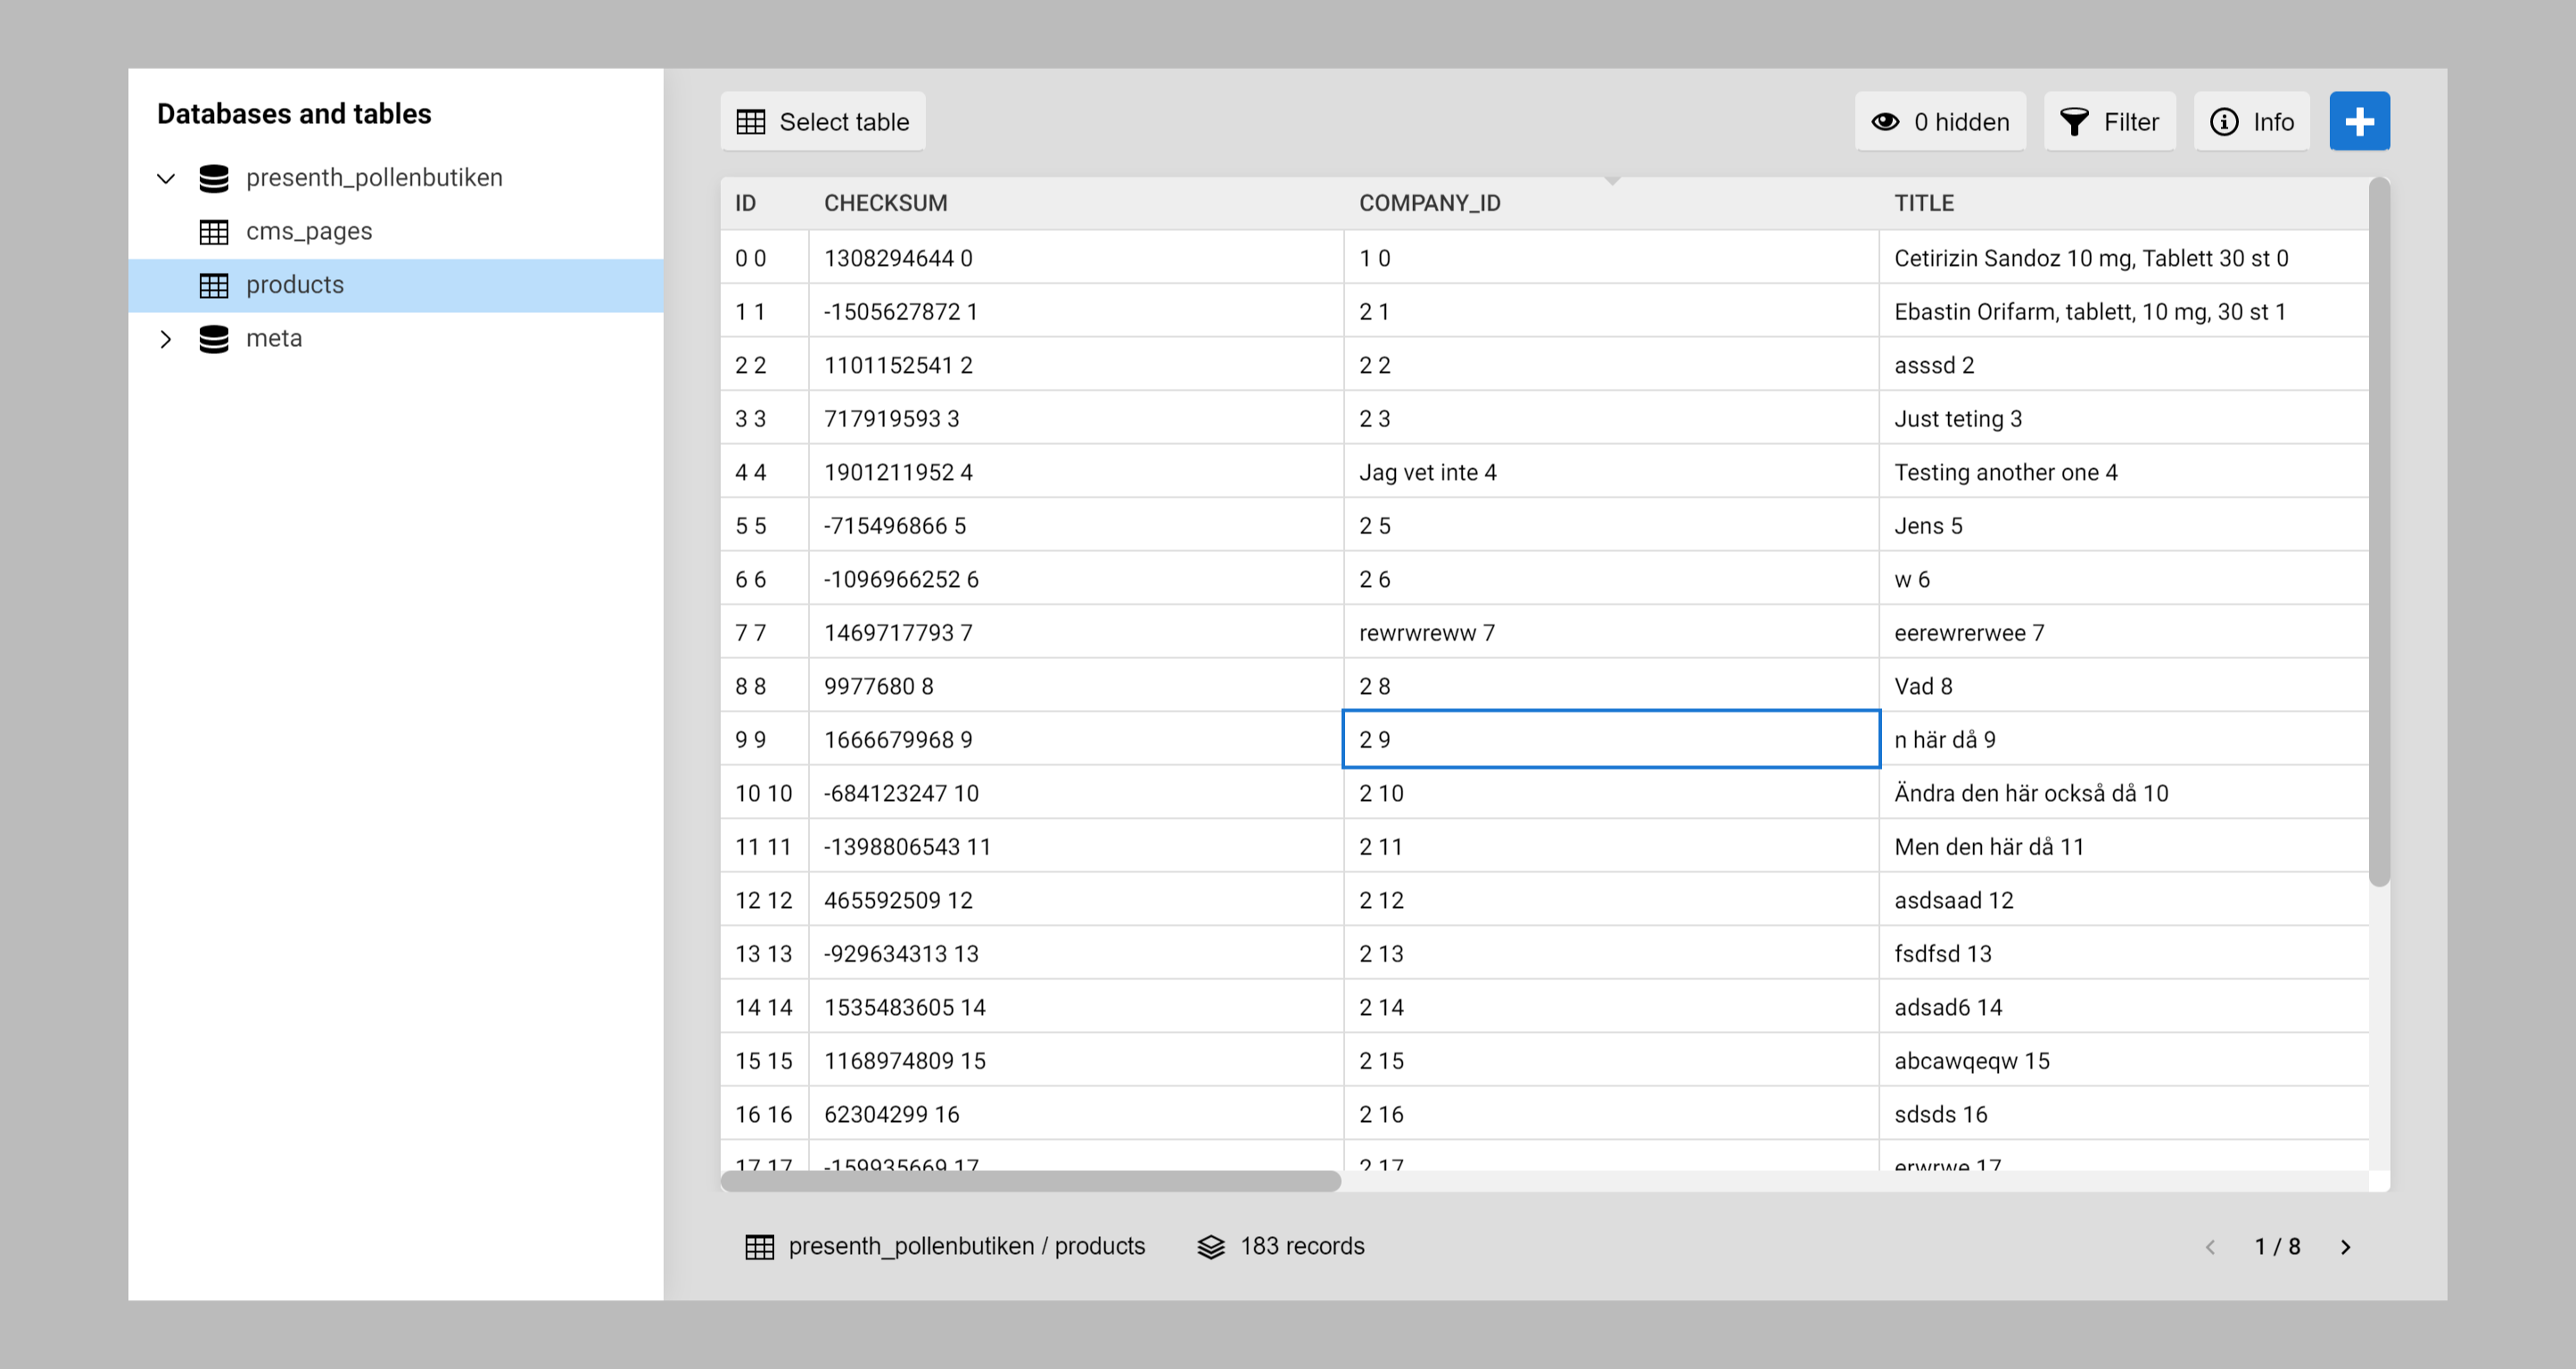 Databases and tables
presenth_pollenbutiken
cms_pages
products
meta
Select table
0 hidden
Filter
Info
ID CHECKSUM COMPANY_ID TITLE
0 0 1308294644 0 1 0 Cetirizin Sandoz 10 mg, Tablett 30 st 0
1 1 -1505627872 1 2 1 Ebastin Orifarm, tablett, 10 mg, 30 st 1
2 2 1101152541 2 2 2 asssd 2
3 3 717919593 3 2 3 Just teting 3
4 4 1901211952 4 Jag vet inte 4 Testing another one 4
5 5 -715496866 5 2 5 Jens 5
6 6 -1096966252 6 2 6 w 6
7 7 1469717793 7 rewrwreww 7 eerewrerwee 7
8 8 9977680 8 2 8 Vad 8
9 9 1666679968 9 2 9 n här då 9
10 10 -684123247 10 2 10 Ändra den här också då 10
11 11 -1398806543 11 2 11 Men den här då 11
12 12 465592509 12 2 12 asdsaad 12
13 13 -929634313 13 2 13 fsdfsd 13
14 14 1535483605 14 2 14 adsad6 14
15 15 1168974809 15 2 15 abcawqeqw 15
16 16 62304299 16 2 16 sdsds 16
17 17 -159935669 17 2 17 erwrwe 17
presenth_pollenbutiken / products
183 records
1 / 8